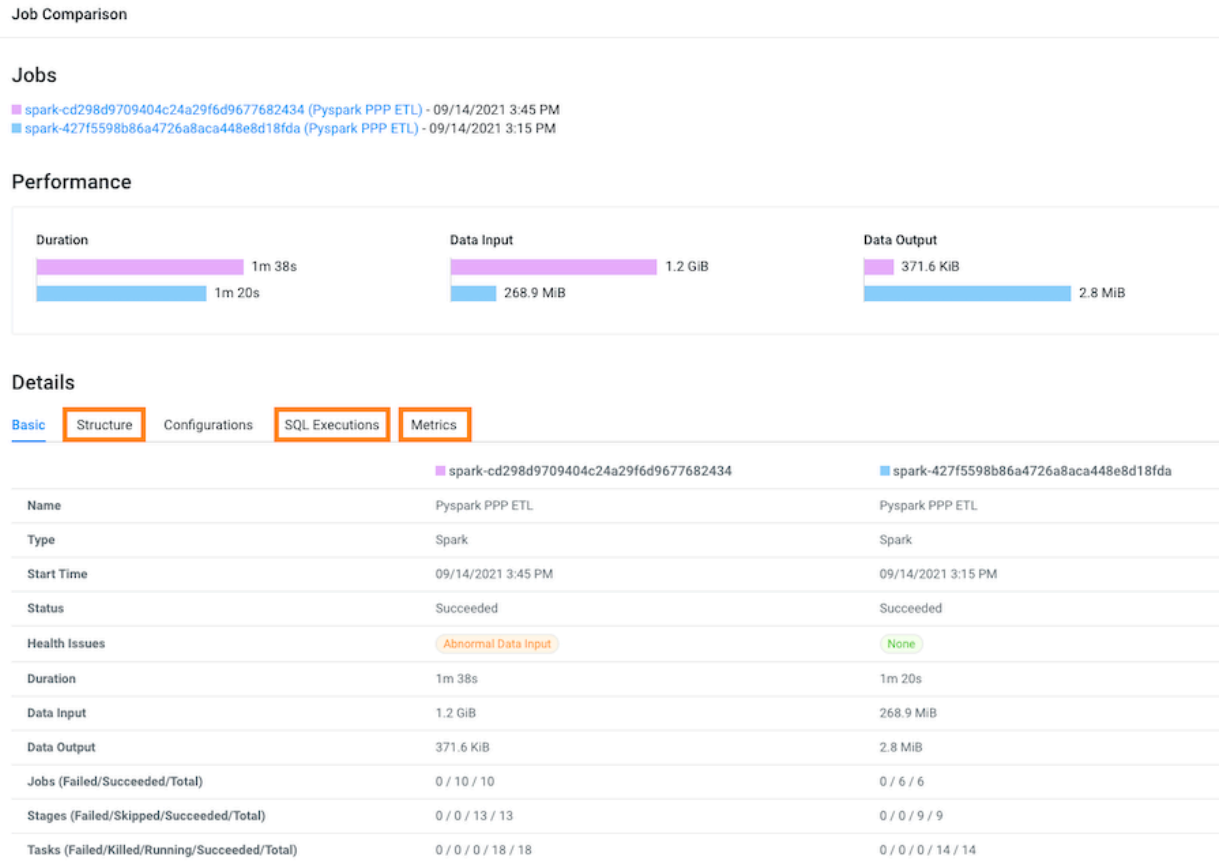 Job Comparison
Jobs
spark-cd298d9709404c24a29f6d9677682434 (Pyspark PPP ETL) - 09/14/2021 3:45 PM
spark-427f5598b86a4726a8aca448e8d18fda (Pyspark PPP ETL) - 09/14/2021 3:15 PM
Performance
Duration Data Input Data Output
1m 38s 1.2 GiB 371.6 KiB
1m 20s 268.9 MiB 2.8 MiB
Details
Basic Structure Configurations SQL Executions Metrics
spark-cd298d9709404c24a29f6d9677682434 spark-427f5598b86a4726a8aca448e8d18fda
Name Pyspark PPP ETL Pyspark PPP ETL
Type Spark Spark
Start Time 09/14/2021 3:45 PM 09/14/2021 3:15 PM
Status Succeeded Succeeded
Health Issues Abnormal Data Input None
Duration 1m 38s 1m 20s
Data Input 1.2 GiB 268.9 MiB
Data Output 371.6 KiB 2.8 MiB
Jobs (Failed/Succeeded/Total) 0 / 10 / 10 0 / 6 / 6
Stages (Failed/Skipped/Succeeded/Total) 0 / 0 / 13 / 13 0 / 0 / 9 / 9
Tasks (Failed/Killed/Running/Succeeded/Total) 0 / 0 / 0 / 18 / 18 0 / 0 / 0 / 14 / 14